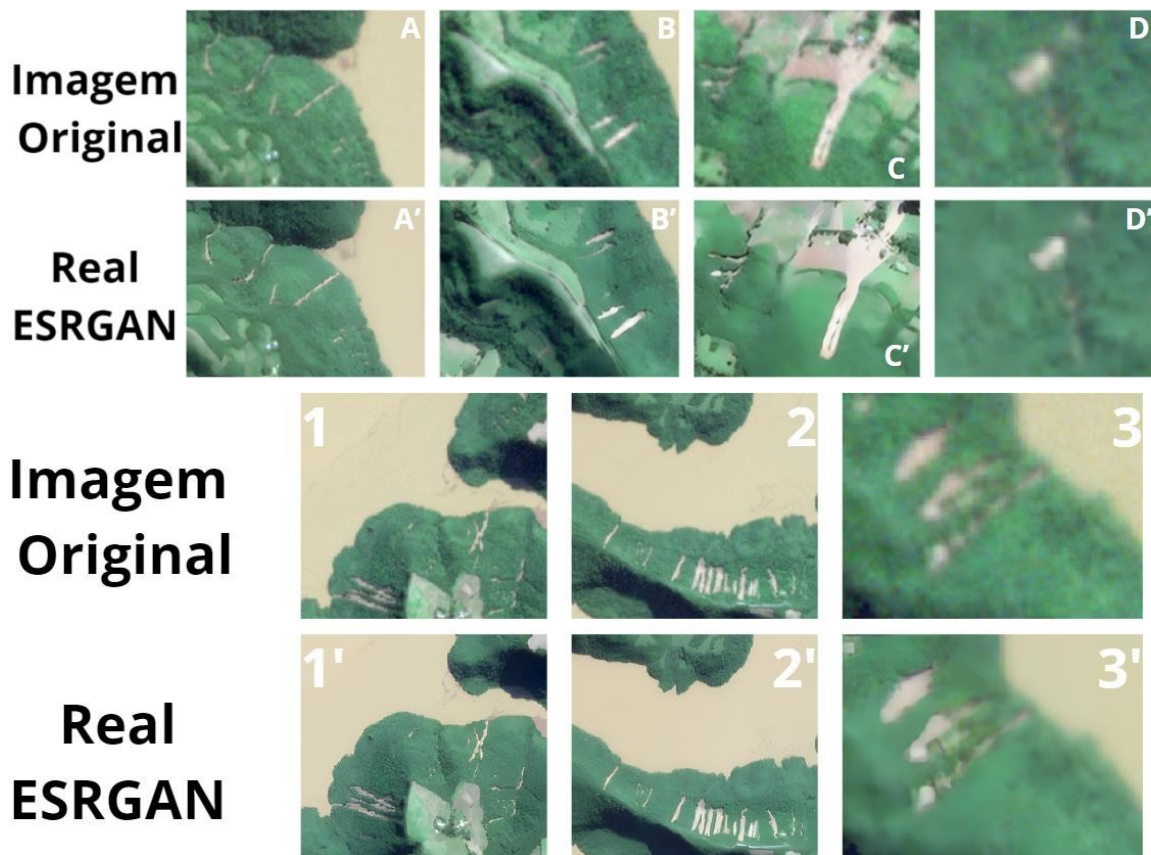 Imagem
Original
A
B
C
D
Real
ESRGAN
A'
B'
C'
D'
Imagem
Original
1
2
3
Real
ESRGAN
1'
2'
3'